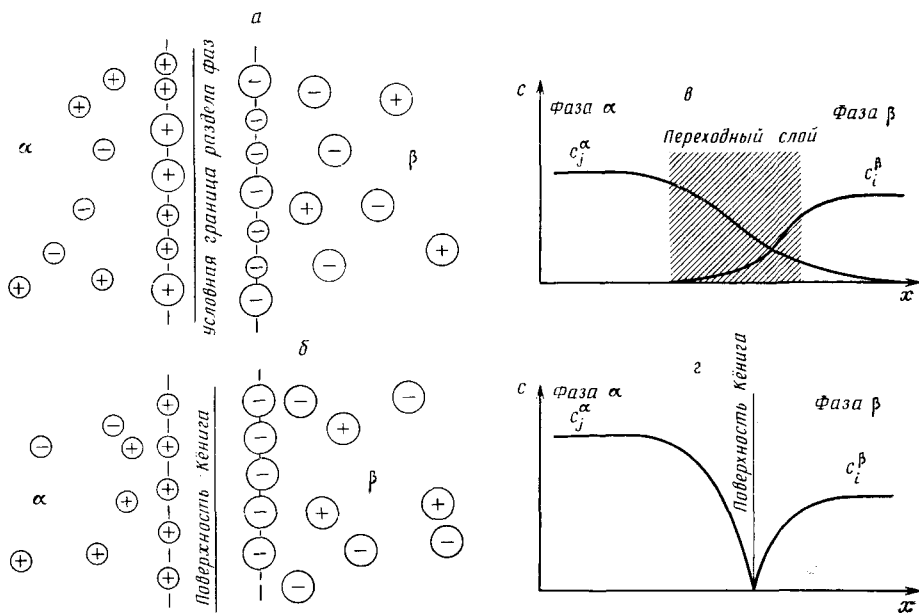 а
α
Условная граница раздела фаз
β
б
α
Поверхность Кёнига
β
c
в
Фаза α
Фаза β
Переходный слой
c_j^α
c_i^β
x
c
г
Фаза α
Фаза β
c_j^α
Поверхность Кёнига
c_i^β
x